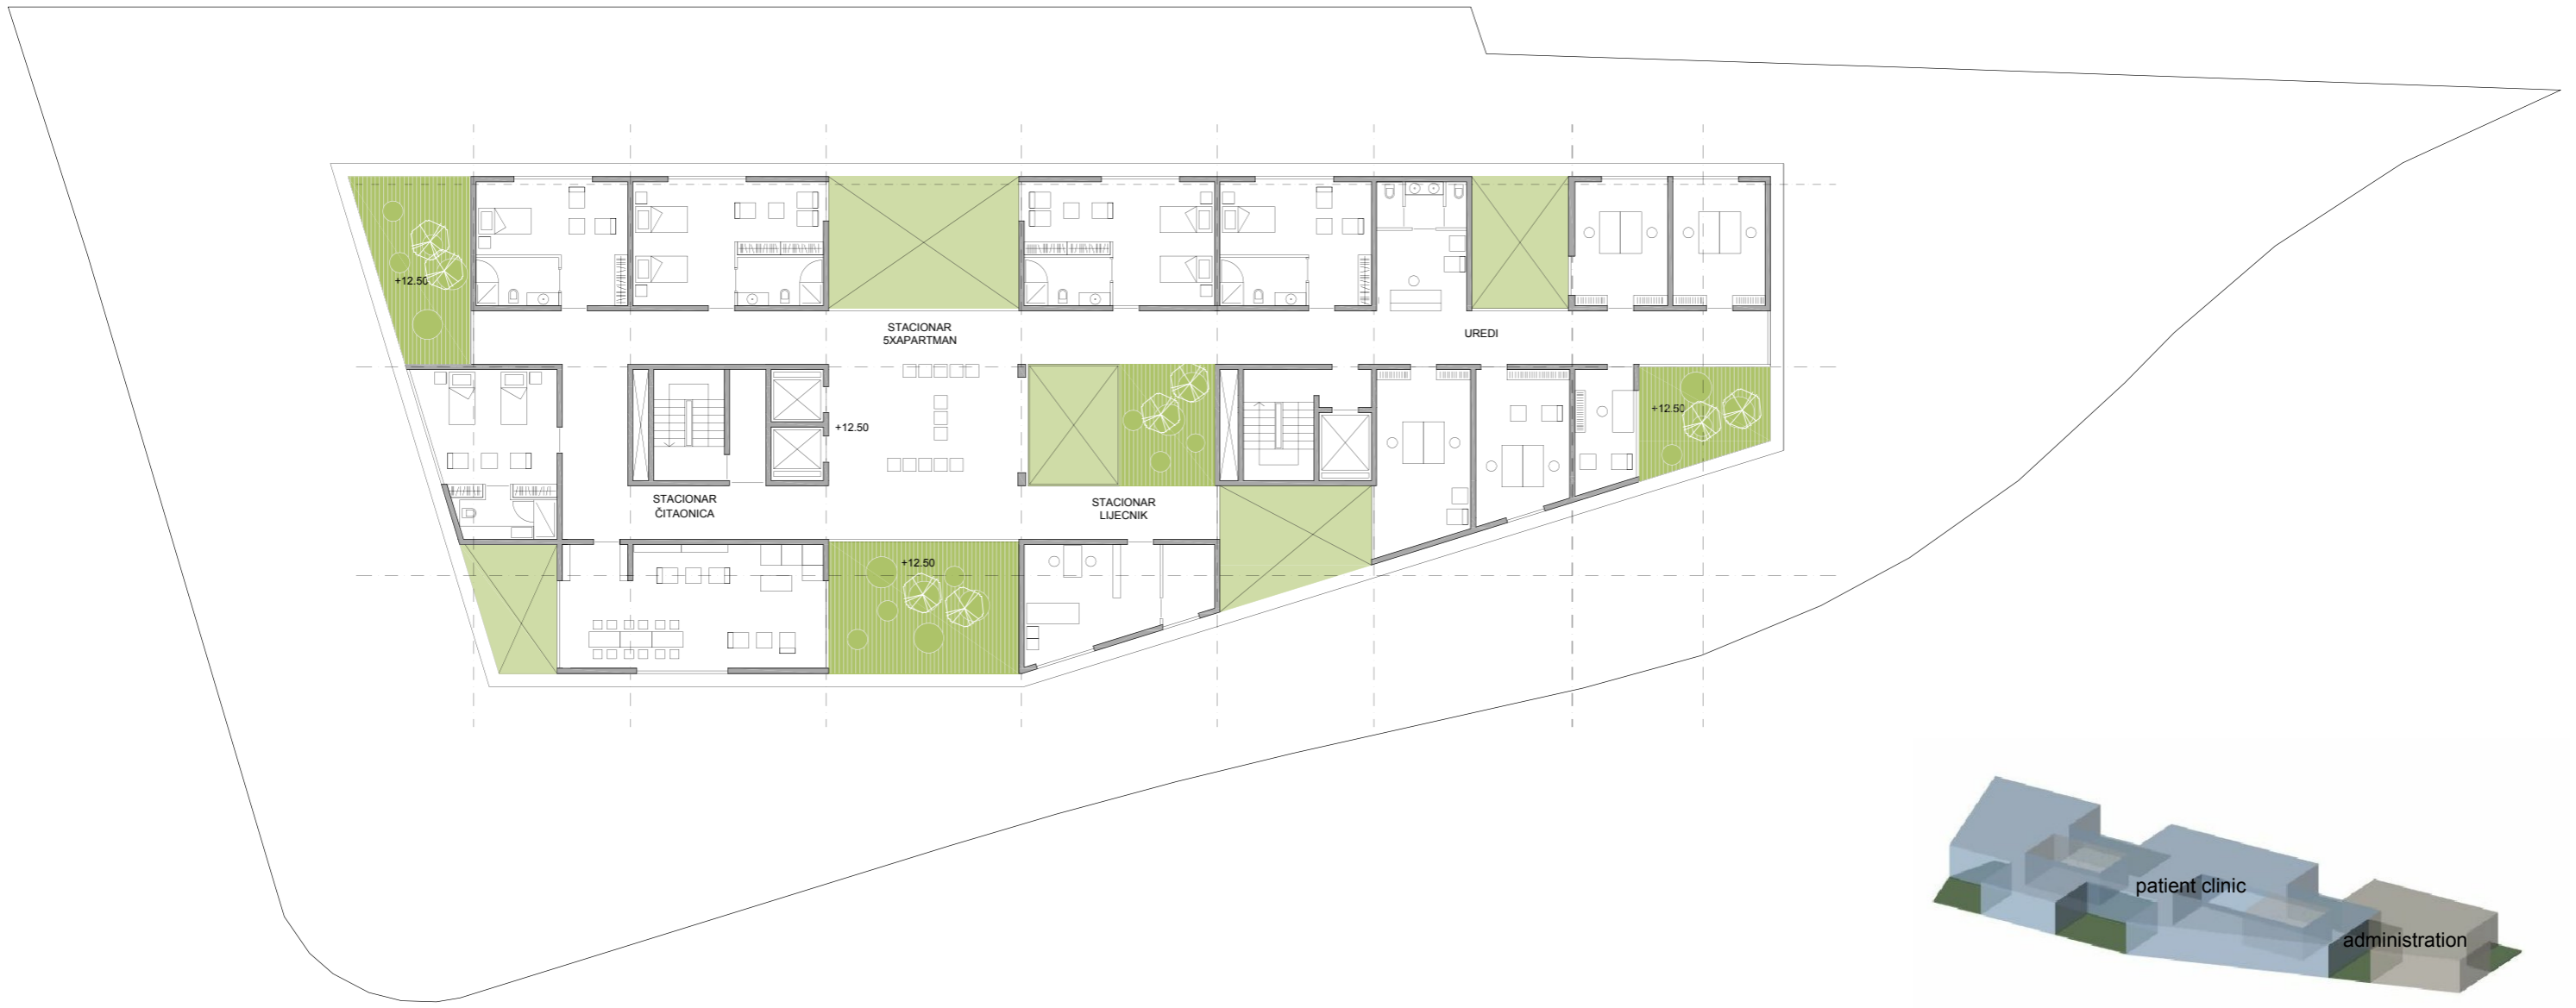 +12.50
STACIONAR
5XAPARTMAN
UREDI
+12.50
+12.50
STACIONAR
ČITAONICA
STACIONAR
LIJECNIK
+12.50
patient clinic
administration